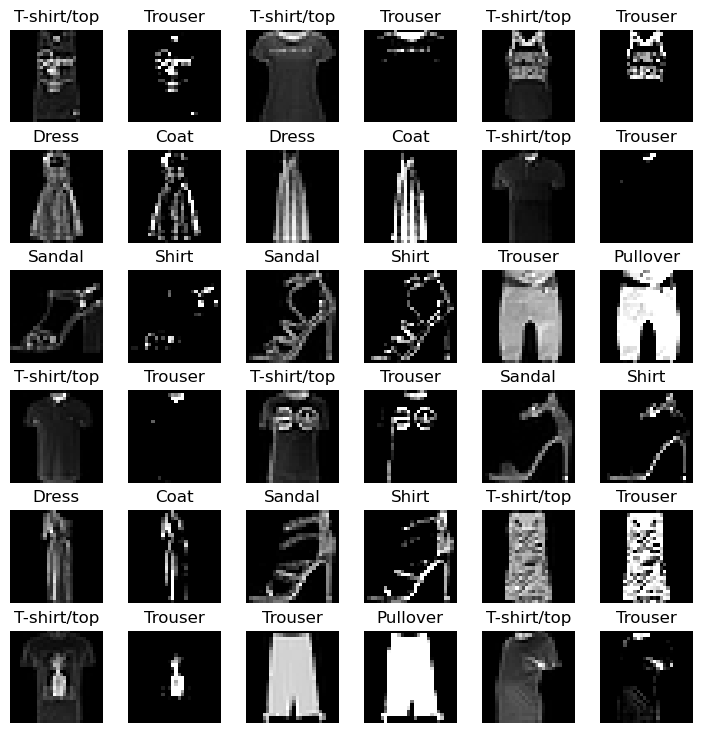 T-shirt/top Trouser T-shirt/top Trouser T-shirt/top Trouser
Dress Coat Dress Coat T-shirt/top Trouser
Sandal Shirt Sandal Shirt Trouser Pullover
T-shirt/top Trouser T-shirt/top Trouser Sandal Shirt
Dress Coat Sandal Shirt T-shirt/top Trouser
T-shirt/top Trouser Trouser Pullover T-shirt/top Trouser